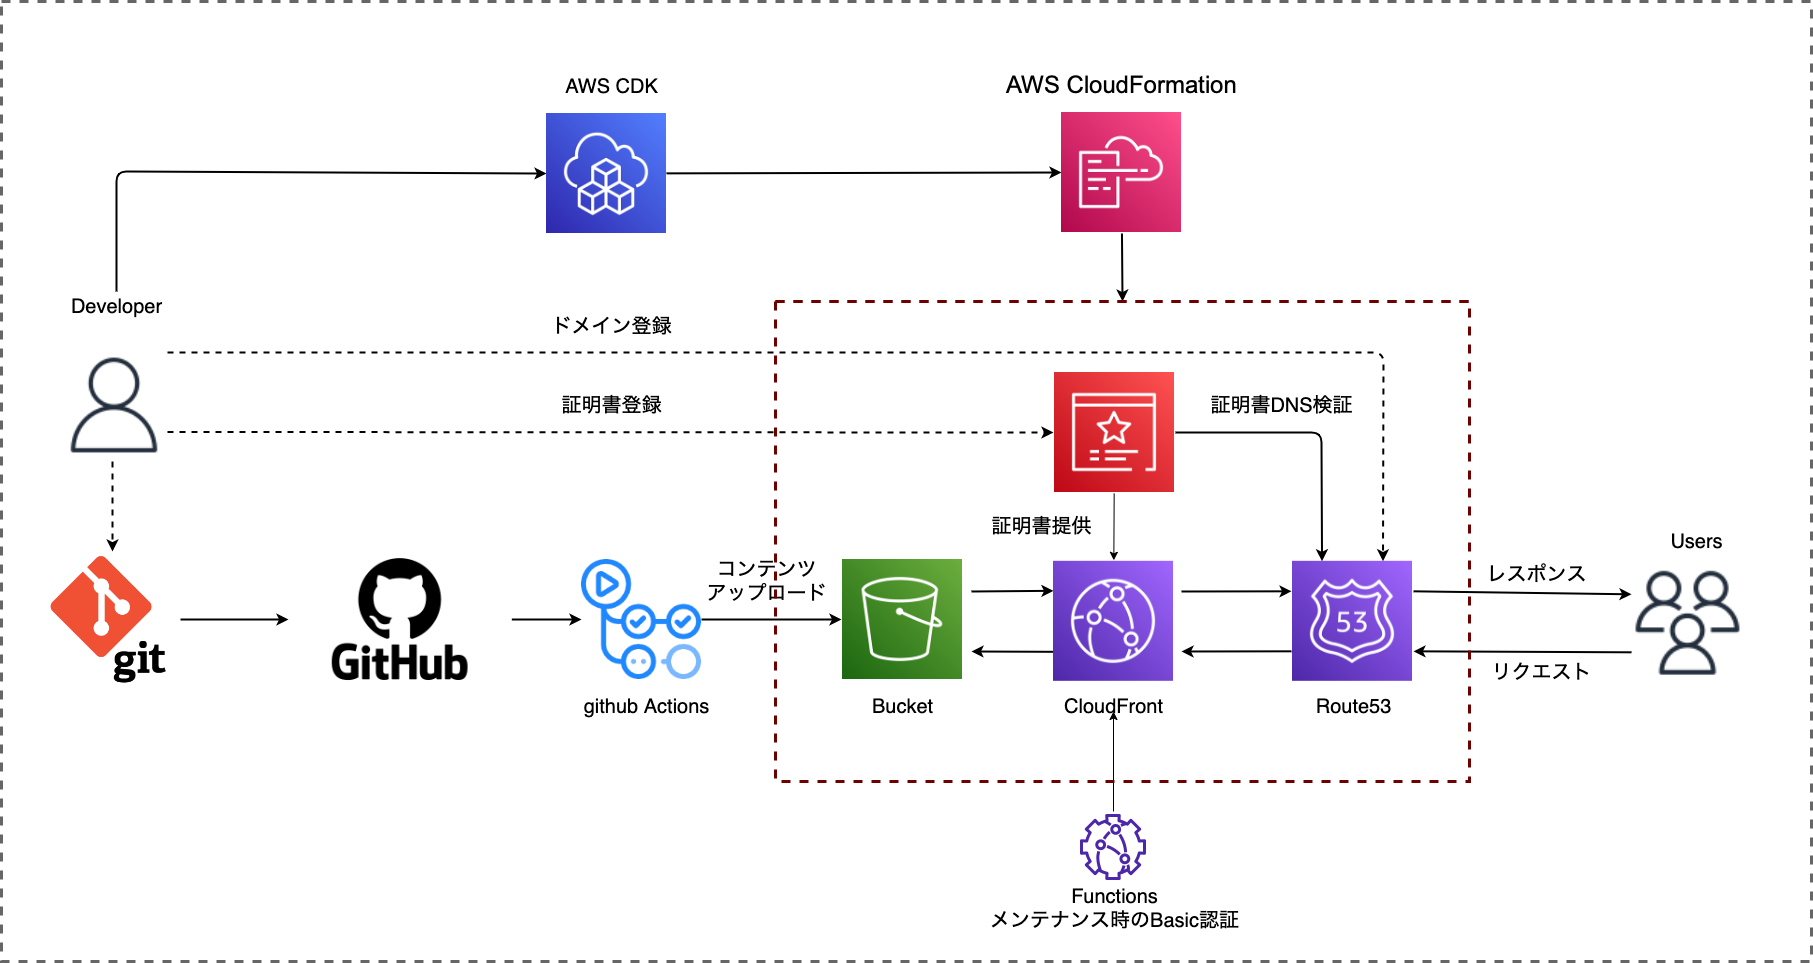 AWS CDK
AWS CloudFormation
Developer
ドメイン登録
証明書登録
証明書DNS検証
証明書提供
Users
コンテンツ
アップロード
レスポンス
53
リクエスト
git
GitHub
github Actions
Bucket
CloudFront
Route53
Functions
メンテナンス時のBasic認証